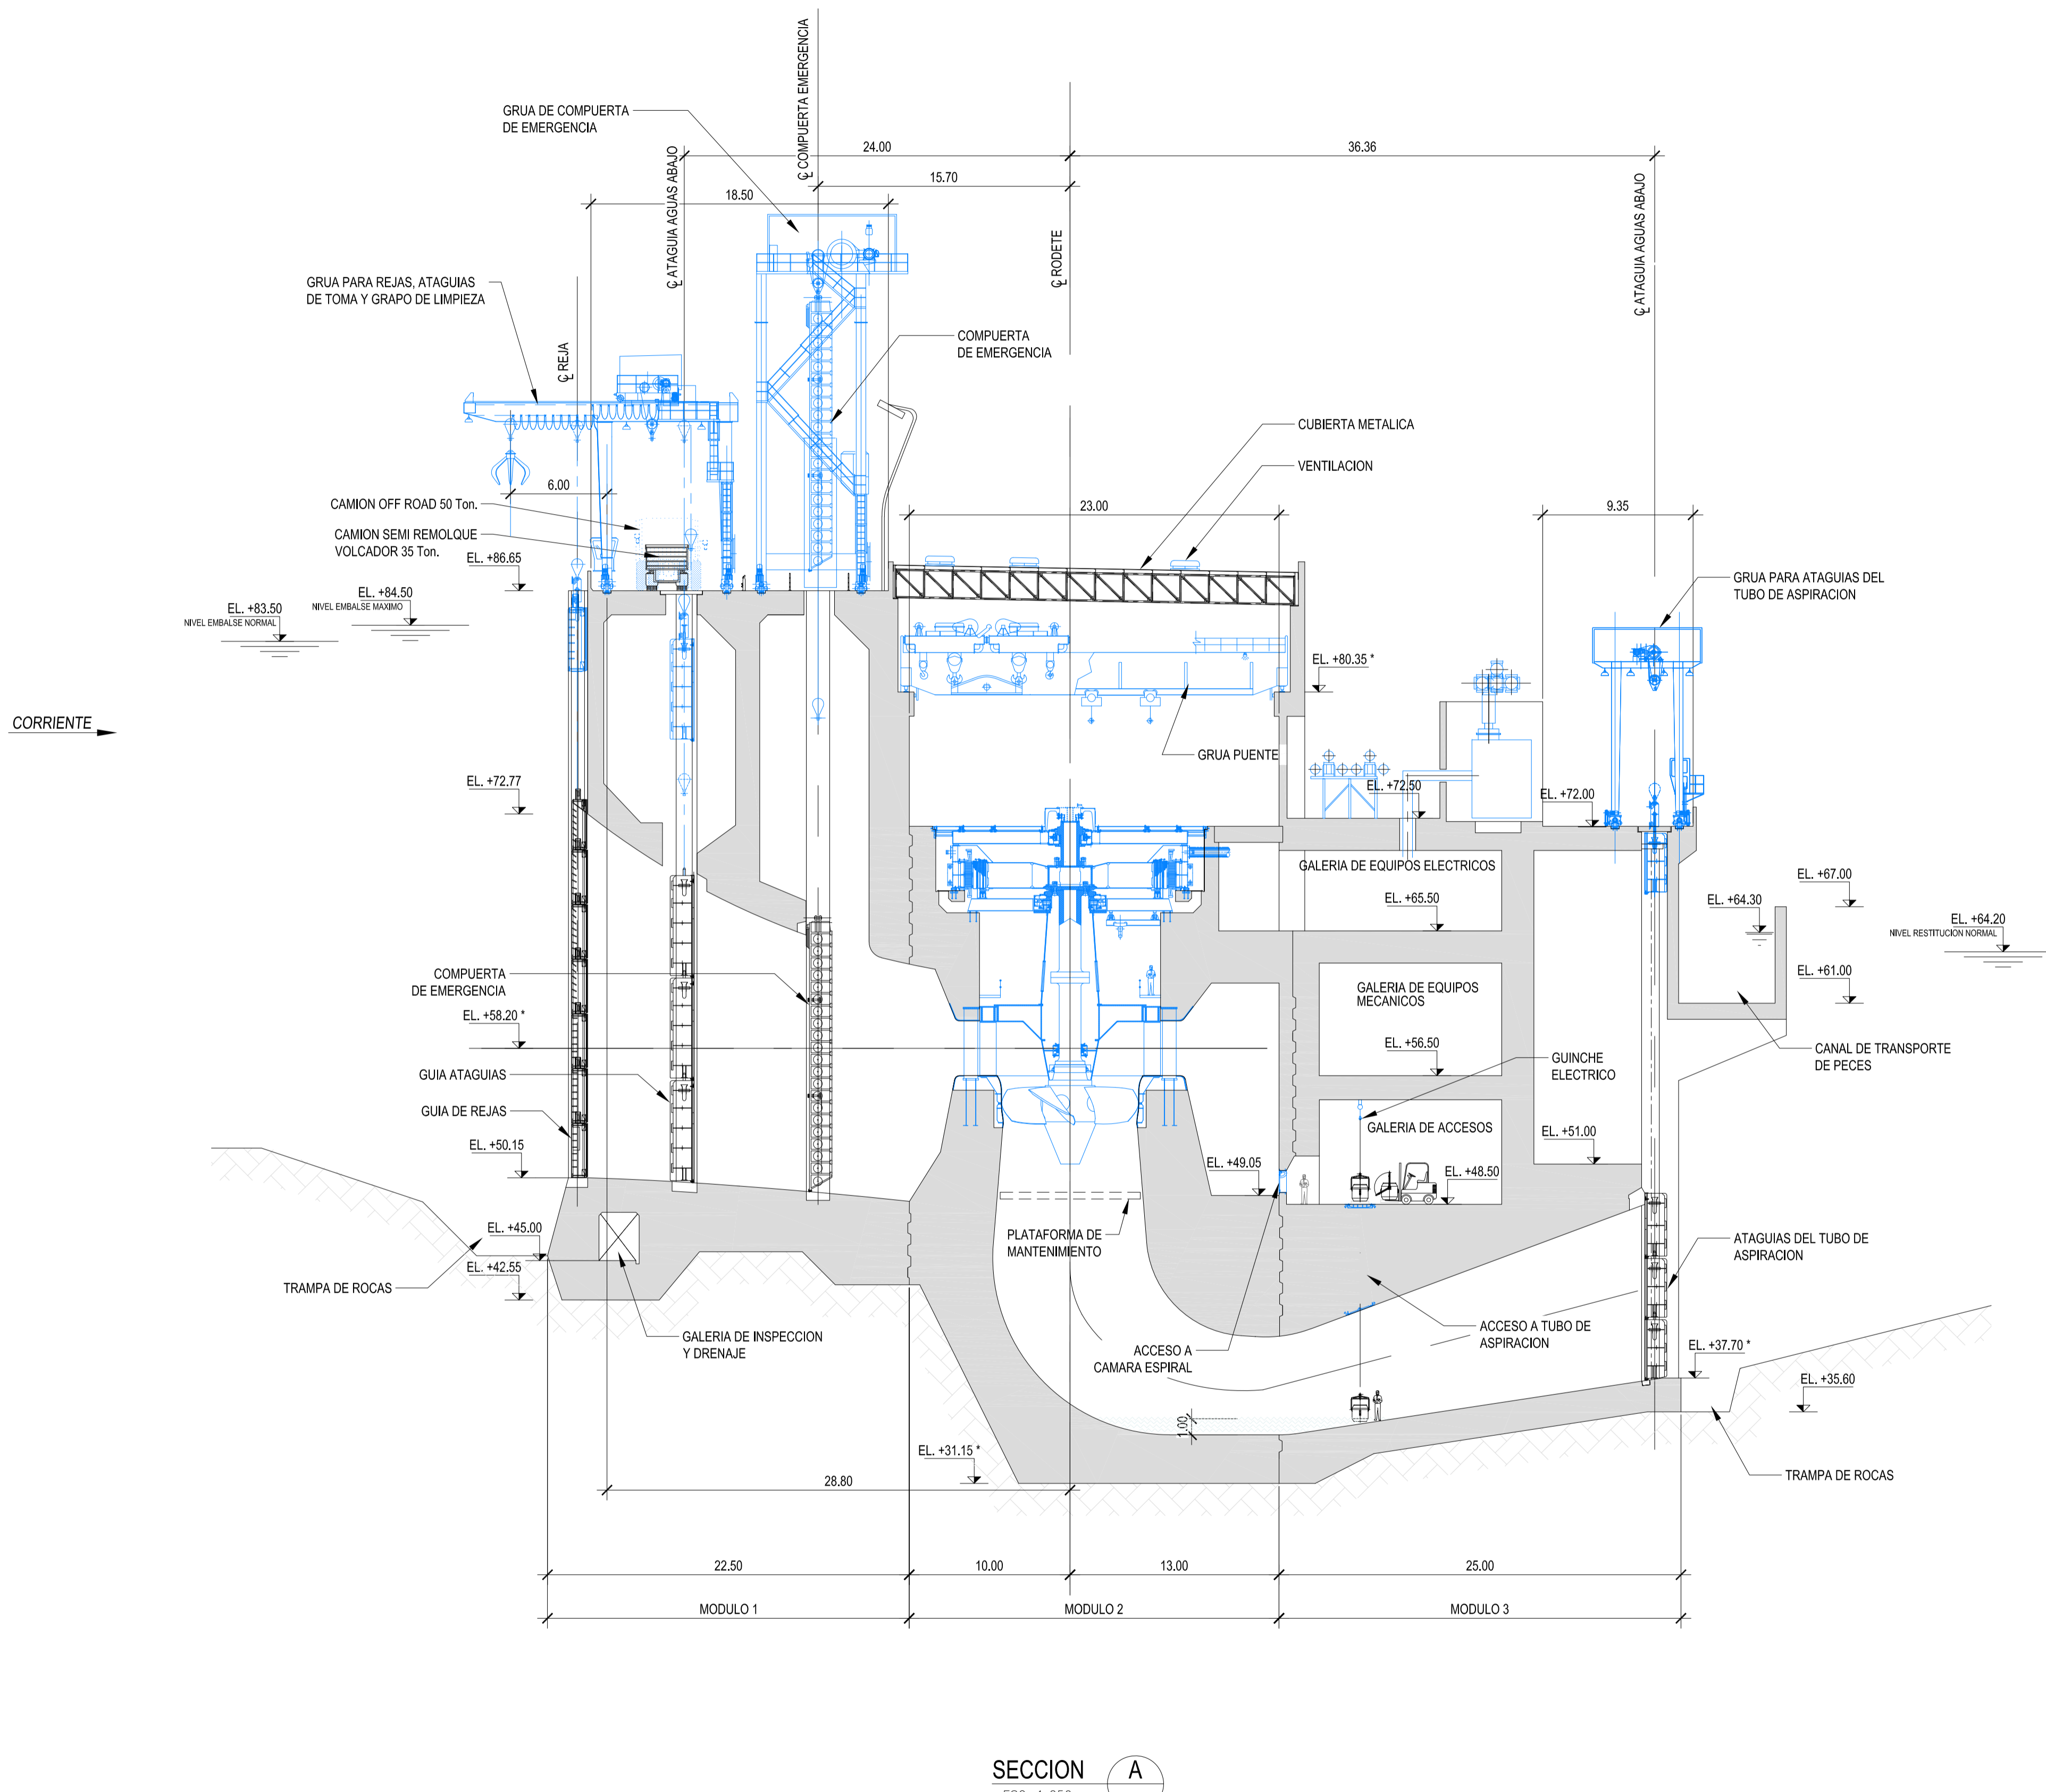 GRUA DE COMPUERTA
DE EMERGENCIA
℄ COMPUERTA EMERGENCIA
℄ ATAGUIA AGUAS ABAJO
24.00
36.36
15.70
18.50
℄ RODETE
℄ ATAGUIA AGUAS ABAJO
GRUA PARA REJAS, ATAGUIAS
DE TOMA Y GRAPO DE LIMPIEZA
℄ REJA
COMPUERTA
DE EMERGENCIA
CUBIERTA METALICA
VENTILACION
6.00
CAMION OFF ROAD 50 Ton.
CAMION SEMI REMOLQUE
VOLCADOR 35 Ton.
23.00
9.35
EL. +86.65
EL. +84.50
NIVEL EMBALSE MAXIMO
EL. +83.50
NIVEL EMBALSE NORMAL
GRUA PARA ATAGUIAS DEL
TUBO DE ASPIRACION
EL. +80.35 *
CORRIENTE
GRUA PUENTE
EL. +72.77
EL. +72.50
EL. +72.00
GALERIA DE EQUIPOS ELECTRICOS
EL. +67.00
EL. +65.50
EL. +64.30
EL. +64.20
NIVEL RESTITUCIÓN NORMAL
COMPUERTA
DE EMERGENCIA
EL. +61.00
GALERIA DE EQUIPOS
MECANICOS
EL. +58.20 *
EL. +56.50
CANAL DE TRANSPORTE
DE PECES
GUINCHE
ELECTRICO
GUIA ATAGUIAS
GUIA DE REJAS
GALERIA DE ACCESOS
EL. +51.00
EL. +50.15
EL. +49.05
EL. +48.50
EL. +45.00
PLATAFORMA DE
MANTENIMIENTO
ATAGUIAS DEL TUBO DE
ASPIRACION
EL. +42.55
TRAMPA DE ROCAS
GALERIA DE INSPECCION
Y DRENAJE
ACCESO A
CAMARA ESPIRAL
ACCESO A TUBO DE
ASPIRACION
EL. +37.70 *
EL. +35.60
1.00
EL. +31.15 *
28.80
TRAMPA DE ROCAS
22.50
10.00
13.00
25.00
MODULO 1
MODULO 2
MODULO 3
SECCION
A